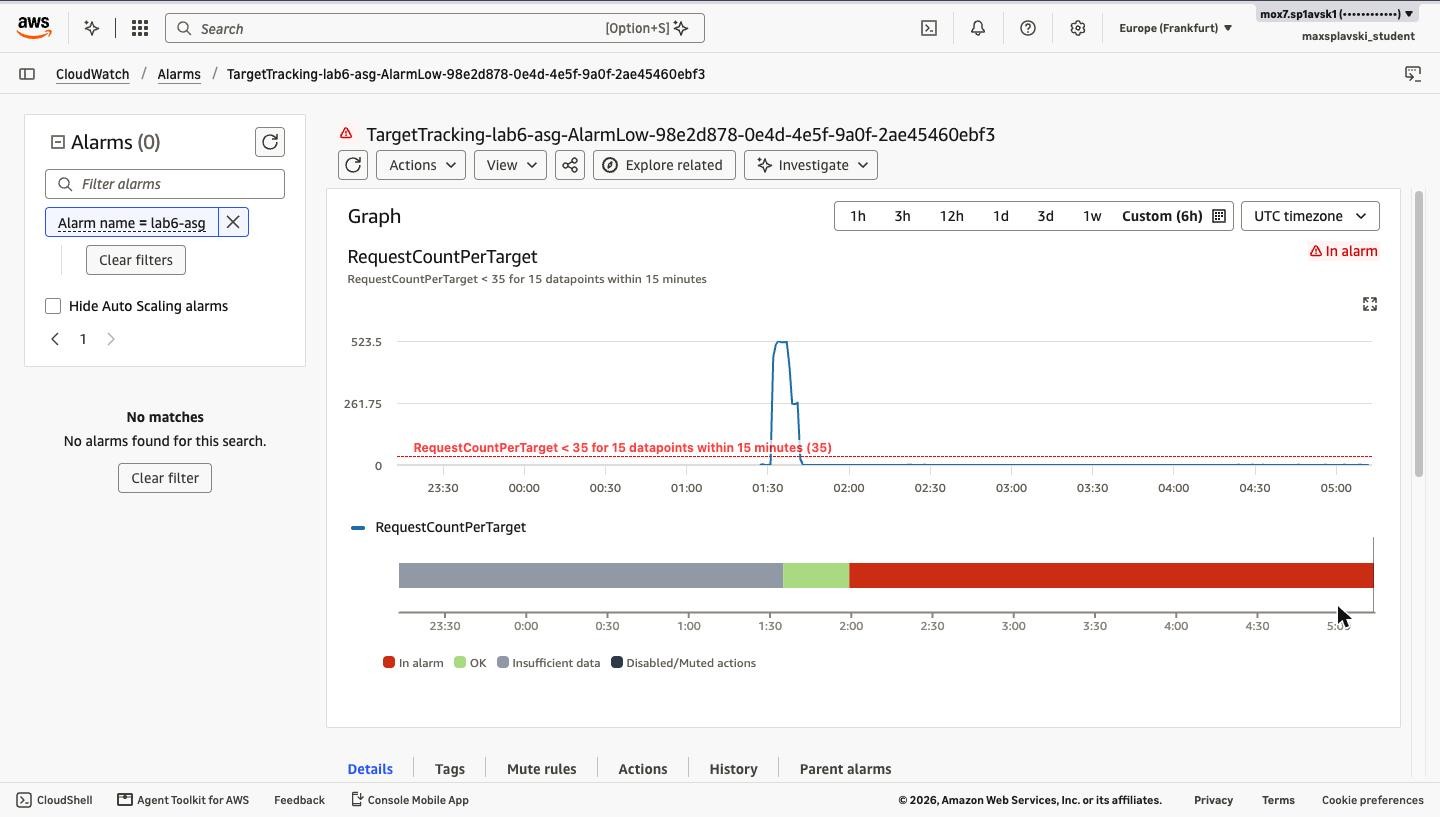 aws
Search
[Option+S]
Europe (Frankfurt)
mox7.sp1avsk1 (••••••••••••)
maxsplavski_student
CloudWatch / Alarms / TargetTracking-lab6-asg-AlarmLow-98e2d878-0e4d-4e5f-9a0f-2ae45460ebf3
Alarms (0)
Filter alarms
Alarm name = lab6-asg
Clear filters
Hide Auto Scaling alarms
1
No matches
No alarms found for this search.
Clear filter
TargetTracking-lab6-asg-AlarmLow-98e2d878-0e4d-4e5f-9a0f-2ae45460ebf3
Actions
View
Explore related
Investigate
Graph
1h 3h 12h 1d 3d 1w Custom (6h)
UTC timezone
RequestCountPerTarget
In alarm
RequestCountPerTarget < 35 for 15 datapoints within 15 minutes
523.5
261.75
RequestCountPerTarget < 35 for 15 datapoints within 15 minutes (35)
0
23:30 00:00 00:30 01:00 01:30 02:00 02:30 03:00 03:30 04:00 04:30 05:00
RequestCountPerTarget
23:30 0:00 0:30 1:00 1:30 2:00 2:30 3:00 3:30 4:00 4:30 5:00
In alarm OK Insufficient data Disabled/Muted actions
Details Tags Mute rules Actions History Parent alarms
CloudShell Agent Toolkit for AWS Feedback Console Mobile App
© 2026, Amazon Web Services, Inc. or its affiliates. Privacy Terms Cookie preferences